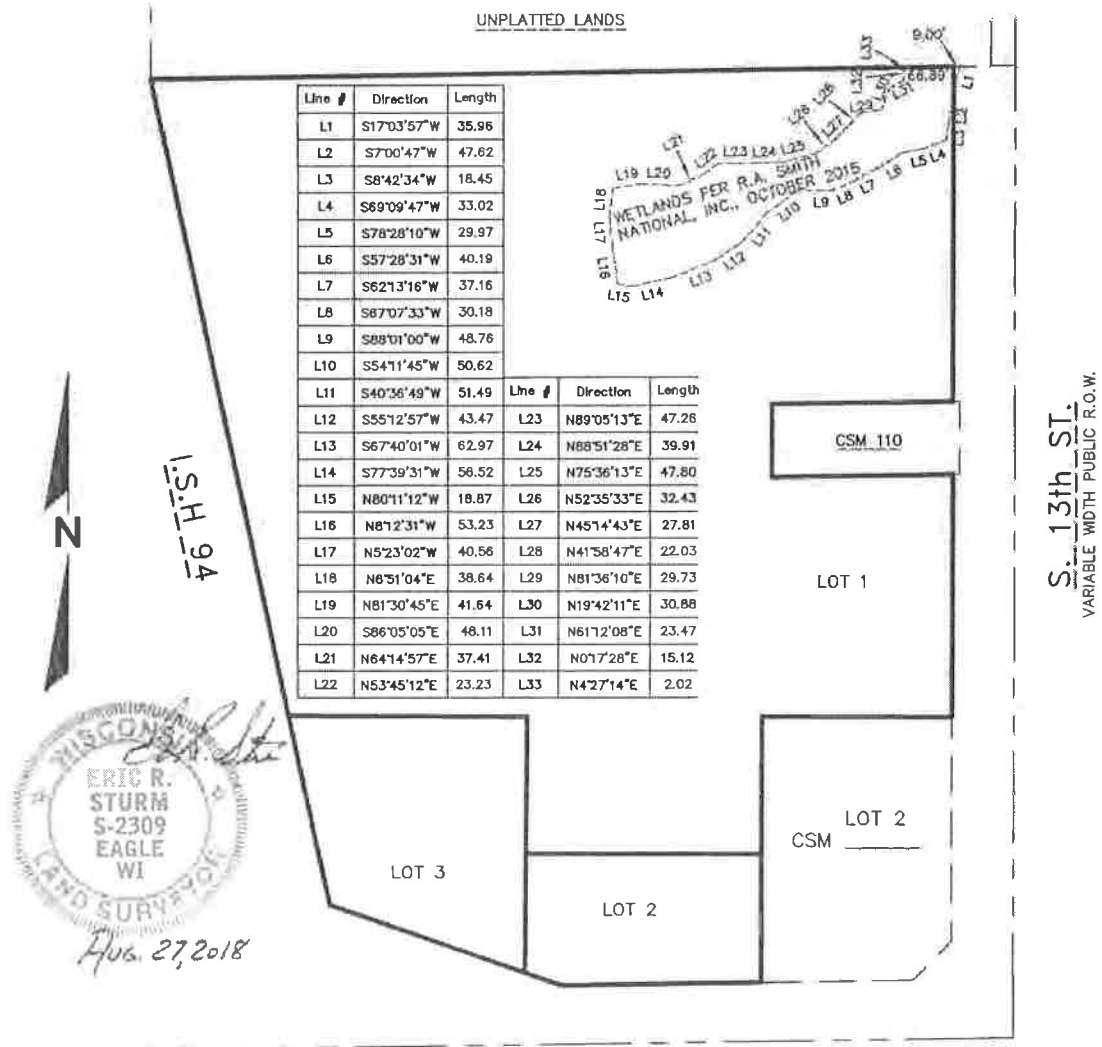 UNPLATTED LANDS
9.00'
L33
L32
66.89'
L1
L31
L29
L26
L28
L27
L2
L3
L21
L22 L23 L24 L25
L19 L20
L18
L17
L16
L15 L14
L13 L12 L11 L10 L9 L8 L7 L6 L5 L4
WETLANDS PER R.A. SMITH
NATIONAL, INC., OCTOBER 2015
Line # Direction Length
L1 S17°03'57"W 35.96
L2 S7°00'47"W 47.62
L3 S8°42'34"W 18.45
L4 S69°09'47"W 33.02
L5 S78°28'10"W 29.97
L6 S57°28'31"W 40.19
L7 S62°13'16"W 37.16
L8 S67°07'33"W 30.18
L9 S88°01'00"W 48.76
L10 S54°11'45"W 50.62
L11 S40°36'49"W 51.49
L12 S55°12'57"W 43.47
L13 S67°40'01"W 62.97
L14 S77°39'31"W 56.52
L15 N80°11'12"W 18.87
L16 N8°12'31"W 53.23
L17 N5°23'02"W 40.56
L18 N8°51'04"E 38.64
L19 N81°30'45"E 41.64
L20 S86°05'05"E 48.11
L21 N64°14'57"E 37.41
L22 N53°45'12"E 23.23
Line # Direction Length
L23 N89°05'13"E 47.26
L24 N88°51'28"E 39.91
L25 N75°36'13"E 47.80
L26 N52°35'33"E 32.43
L27 N45°14'43"E 27.81
L28 N41°58'47"E 22.03
L29 N81°36'10"E 29.73
L30 N19°42'11"E 30.88
L31 N61°12'08"E 23.47
L32 N0°17'28"E 15.12
L33 N4°27'14"E 2.02
CSM 110
S. 13th ST.
VARIABLE WIDTH PUBLIC R.O.W.
I.S.H 94
N
LOT 1
LOT 2
CSM
LOT 3
LOT 2
WISCONSIN
ERIC R.
STURM
S-2309
EAGLE
WI
LAND SURVEYOR
Aug. 27, 2018